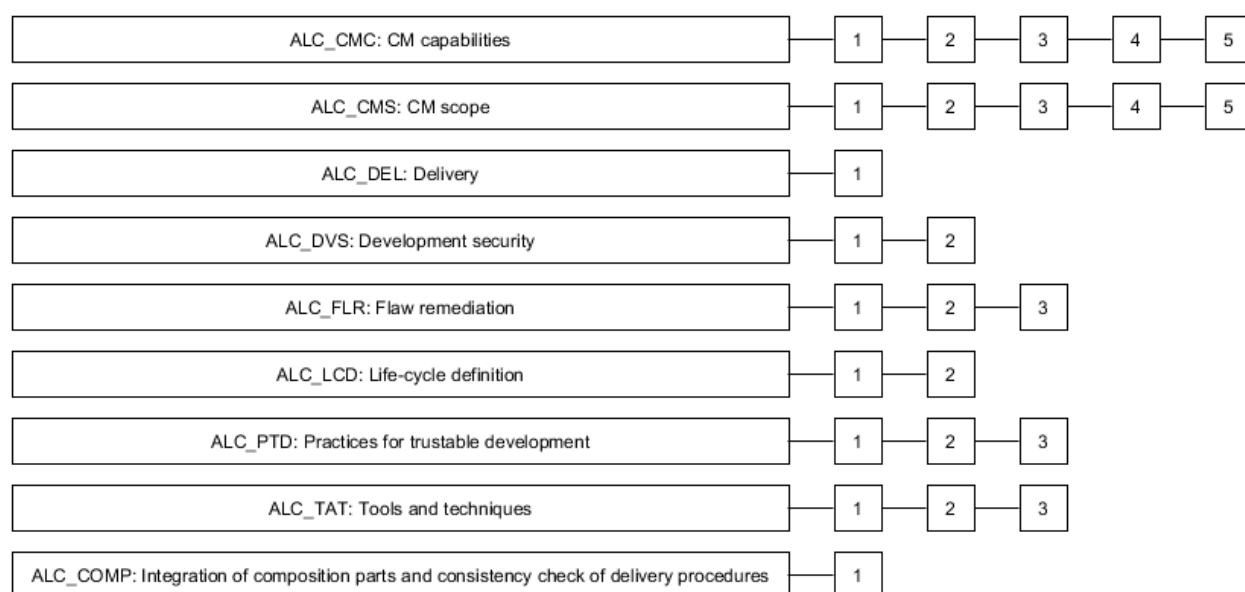 ALC_CMC: CM capabilities 1 2 3 4 5
ALC_CMS: CM scope 1 2 3 4 5
ALC_DEL: Delivery 1
ALC_DVS: Development security 1 2
ALC_FLR: Flaw remediation 1 2 3
ALC_LCD: Life-cycle definition 1 2
ALC_PTD: Practices for trustable development 1 2 3
ALC_TAT: Tools and techniques 1 2 3
ALC_COMP: Integration of composition parts and consistency check of delivery procedures 1